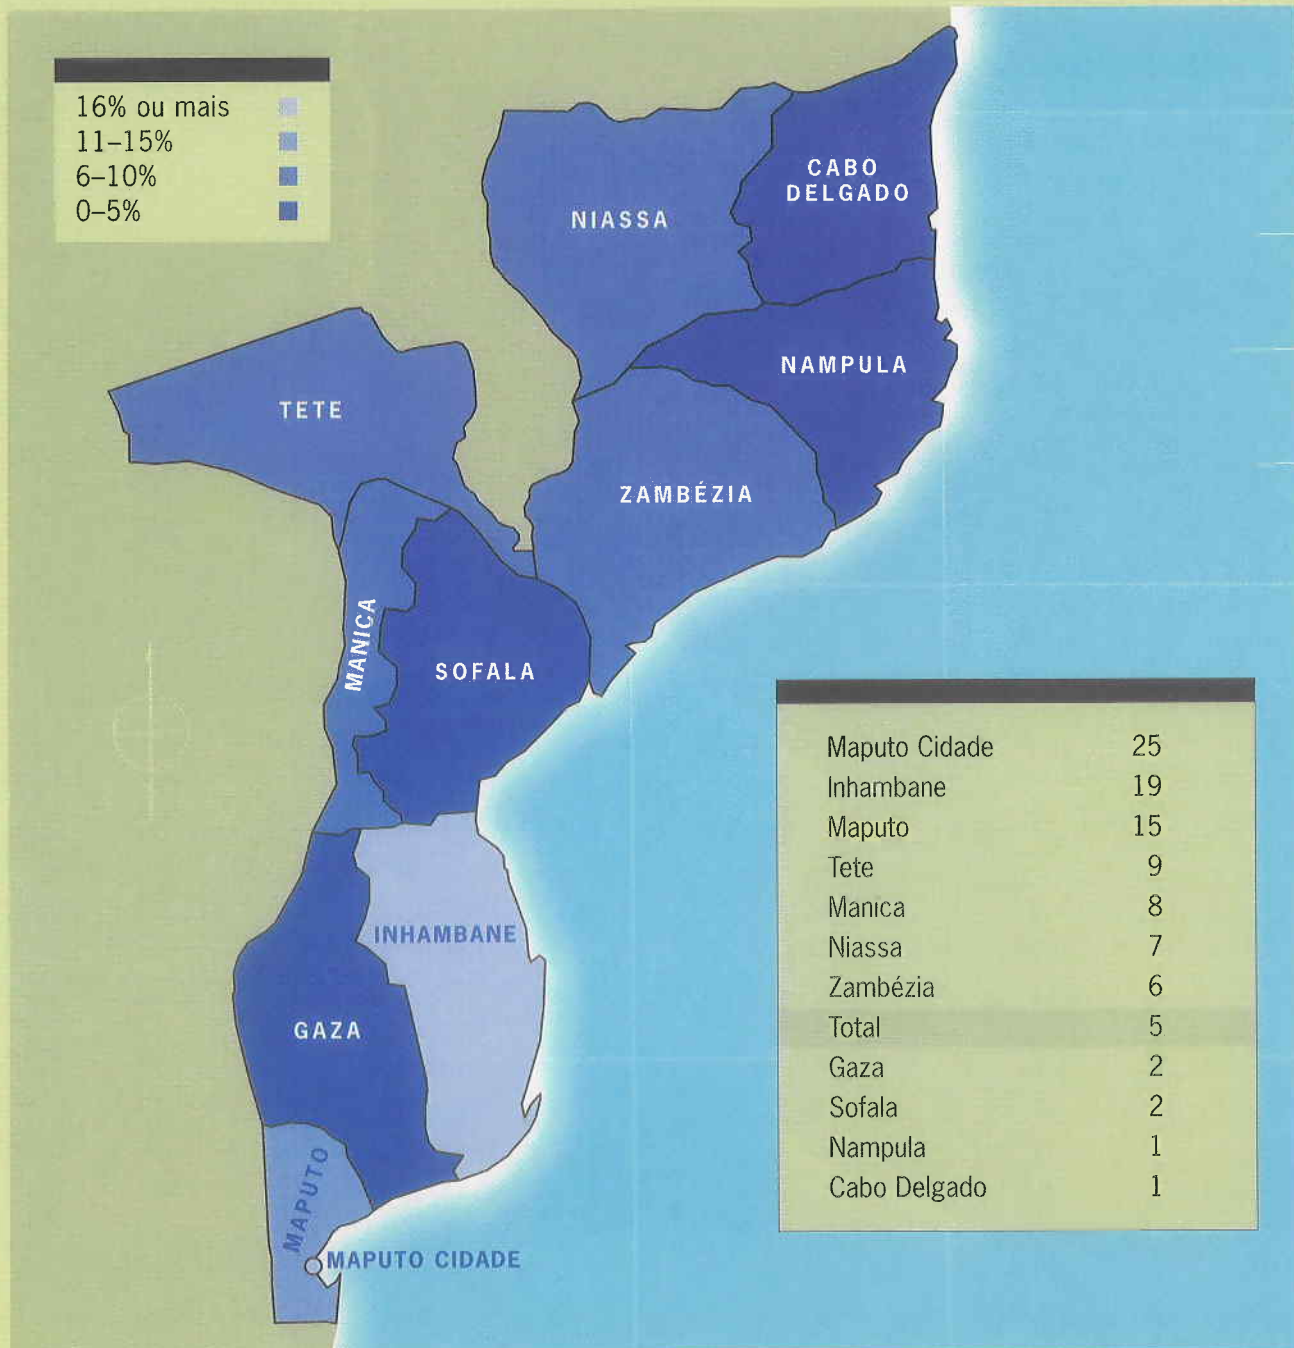 16% ou mais
11–15%
6–10%
0–5%
CABO
DELGADO
NIASSA
NAMPULA
TETE
ZAMBÉZIA
MANICA
SOFALA
INHAMBANE
GAZA
MAPUTO
MAPUTO CIDADE
Maputo Cidade 25
Inhambane 19
Maputo 15
Tete 9
Manica 8
Niassa 7
Zambézia 6
Total 5
Gaza 2
Sofala 2
Nampula 1
Cabo Delgado 1